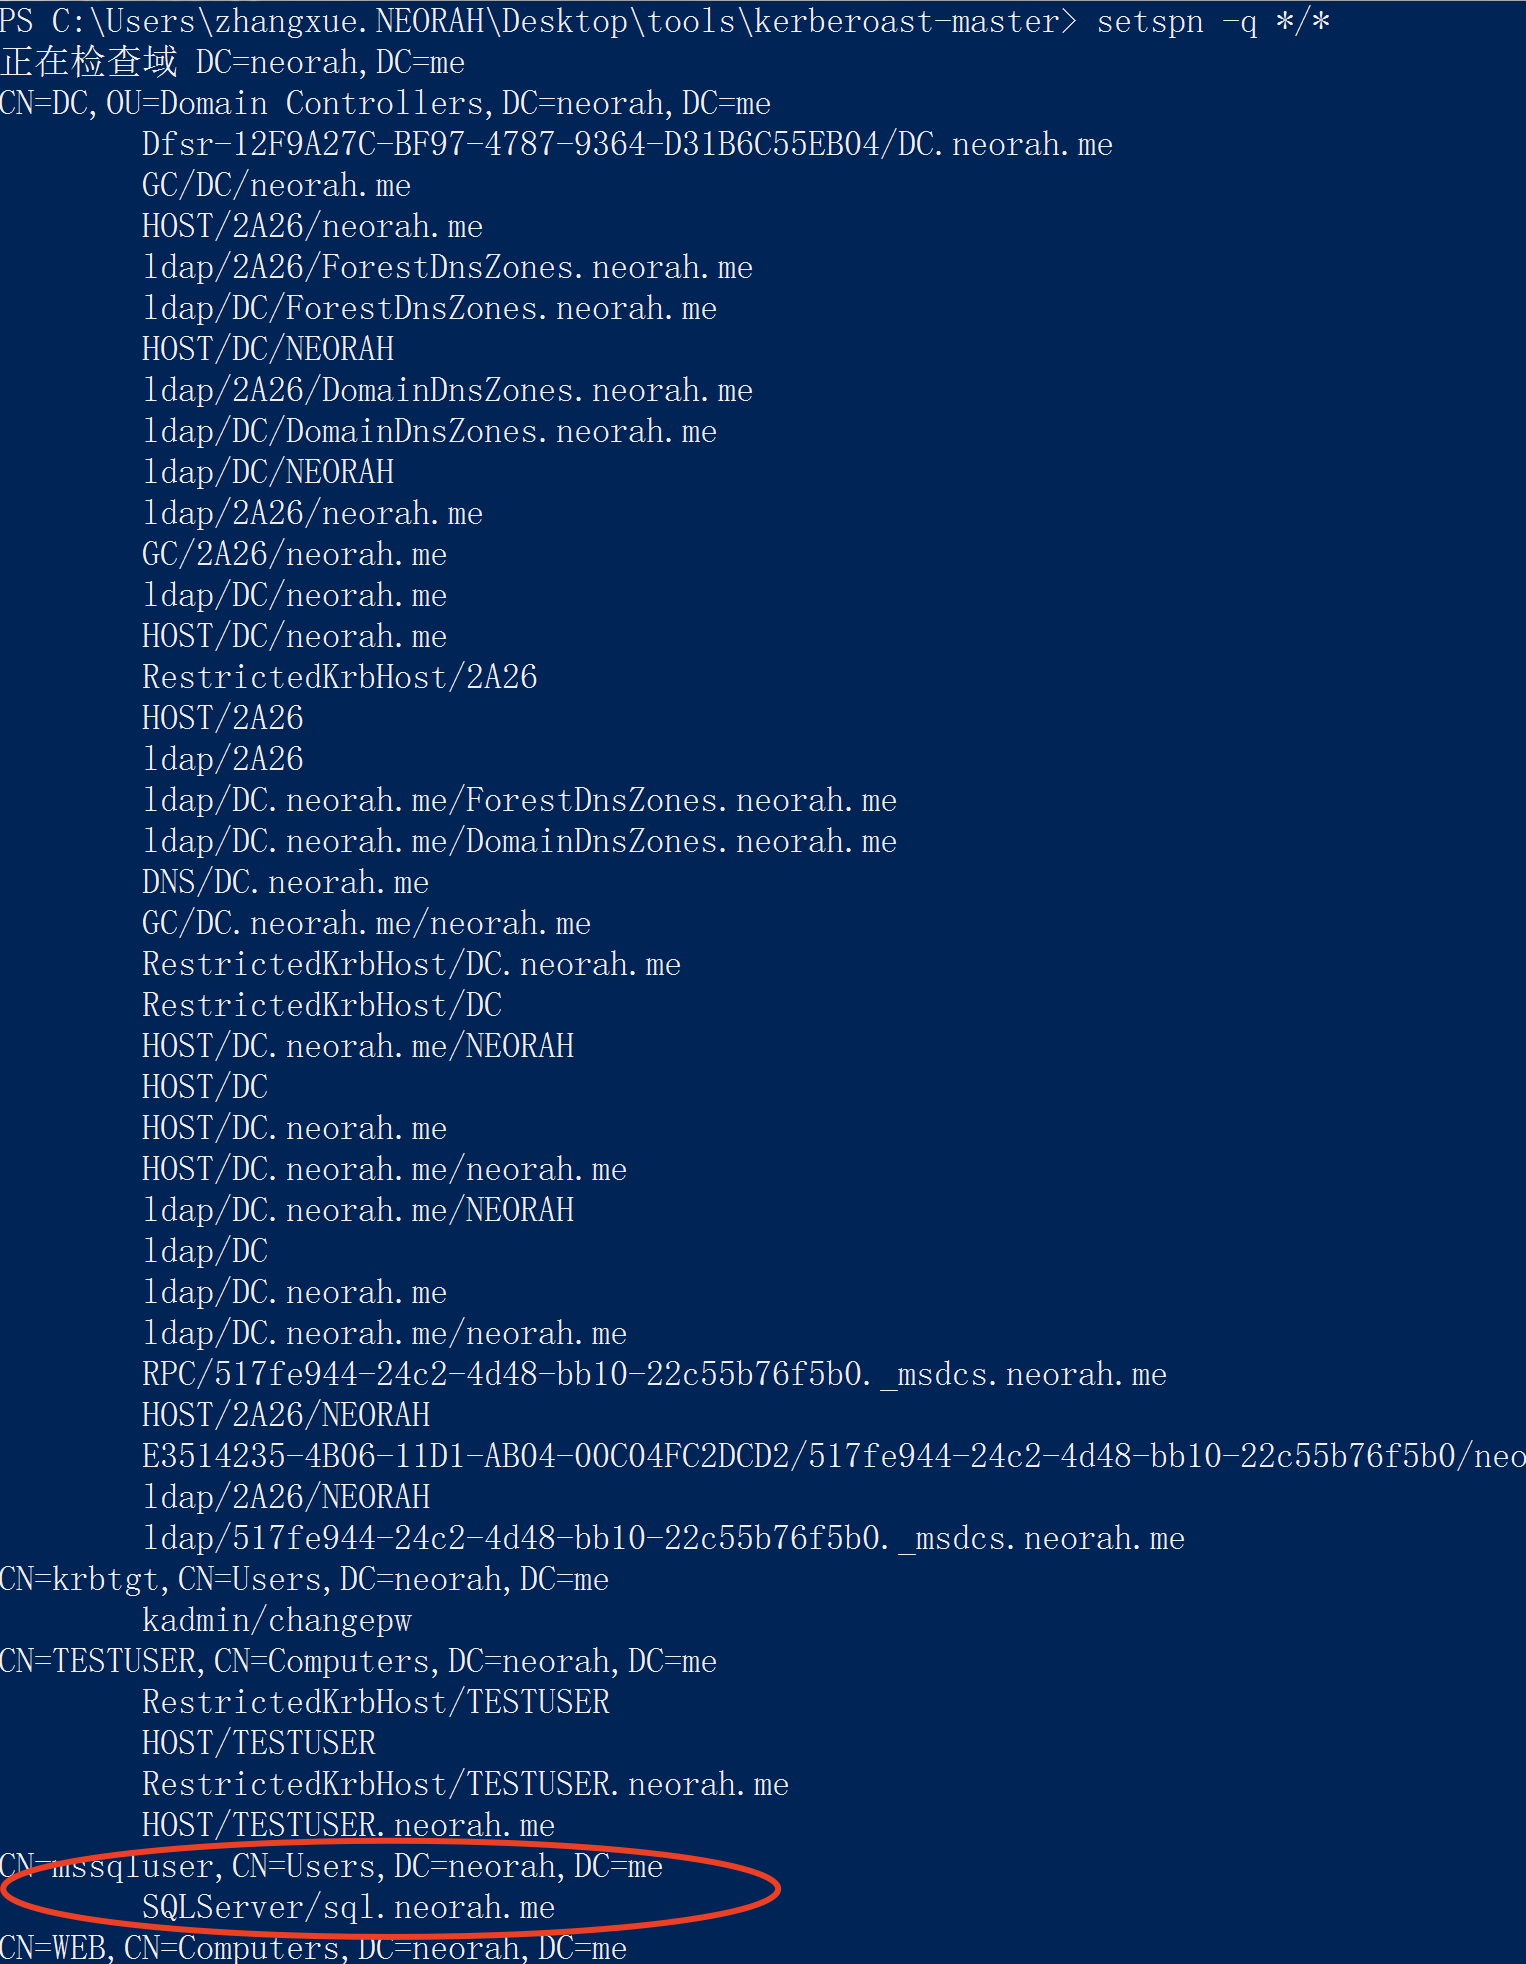 PS C:\Users\zhangxue.NEORAH\Desktop\tools\kerberoast-master> setspn -q */*
正在检查域 DC=neorah,DC=me
CN=DC,OU=Domain Controllers,DC=neorah,DC=me
Dfsr-12F9A27C-BF97-4787-9364-D31B6C55EB04/DC.neorah.me
GC/DC/neorah.me
HOST/2A26/neorah.me
ldap/2A26/ForestDnsZones.neorah.me
ldap/DC/ForestDnsZones.neorah.me
HOST/DC/NEORAH
ldap/2A26/DomainDnsZones.neorah.me
ldap/DC/DomainDnsZones.neorah.me
ldap/DC/NEORAH
ldap/2A26/neorah.me
GC/2A26/neorah.me
ldap/DC/neorah.me
HOST/DC/neorah.me
RestrictedKrbHost/2A26
HOST/2A26
ldap/2A26
ldap/DC.neorah.me/ForestDnsZones.neorah.me
ldap/DC.neorah.me/DomainDnsZones.neorah.me
DNS/DC.neorah.me
GC/DC.neorah.me/neorah.me
RestrictedKrbHost/DC.neorah.me
RestrictedKrbHost/DC
HOST/DC.neorah.me/NEORAH
HOST/DC
HOST/DC.neorah.me
HOST/DC.neorah.me/neorah.me
ldap/DC.neorah.me/NEORAH
ldap/DC
ldap/DC.neorah.me
ldap/DC.neorah.me/neorah.me
RPC/517fe944-24c2-4d48-bb10-22c55b76f5b0._msdcs.neorah.me
HOST/2A26/NEORAH
E3514235-4B06-11D1-AB04-00C04FC2DCD2/517fe944-24c2-4d48-bb10-22c55b76f5b0/neo
ldap/2A26/NEORAH
ldap/517fe944-24c2-4d48-bb10-22c55b76f5b0._msdcs.neorah.me
CN=krbtgt,CN=Users,DC=neorah,DC=me
kadmin/changepw
CN=TESTUSER,CN=Computers,DC=neorah,DC=me
RestrictedKrbHost/TESTUSER
HOST/TESTUSER
RestrictedKrbHost/TESTUSER.neorah.me
HOST/TESTUSER.neorah.me
CN=mssqluser,CN=Users,DC=neorah,DC=me
SQLServer/sql.neorah.me
CN=WEB,CN=Computers,DC=neorah,DC=me